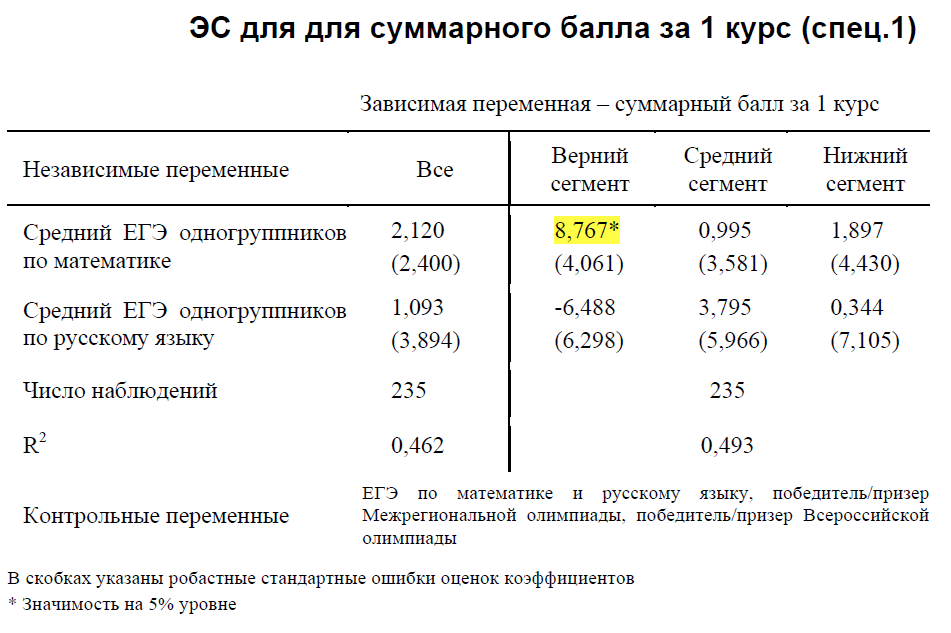 ЭС для для суммарного балла за 1 курс (спец.1)
Зависимая переменная – суммарный балл за 1 курс
Независимые переменные Все Верний сегмент Средний сегмент Нижний сегмент
Средний ЕГЭ одногруппников 2,120 8,767* 0,995 1,897
по математике (2,400) (4,061) (3,581) (4,430)
Средний ЕГЭ одногруппников 1,093 -6,488 3,795 0,344
по русскому языку (3,894) (6,298) (5,966) (7,105)
Число наблюдений 235 235
R² 0,462 0,493
Контрольные переменные
ЕГЭ по математике и русскому языку, победитель/призер
Межрегиональной олимпиады, победитель/призер Всероссийской
олимпиады
В скобках указаны робастные стандартные ошибки оценок коэффициентов
* Значимость на 5% уровне